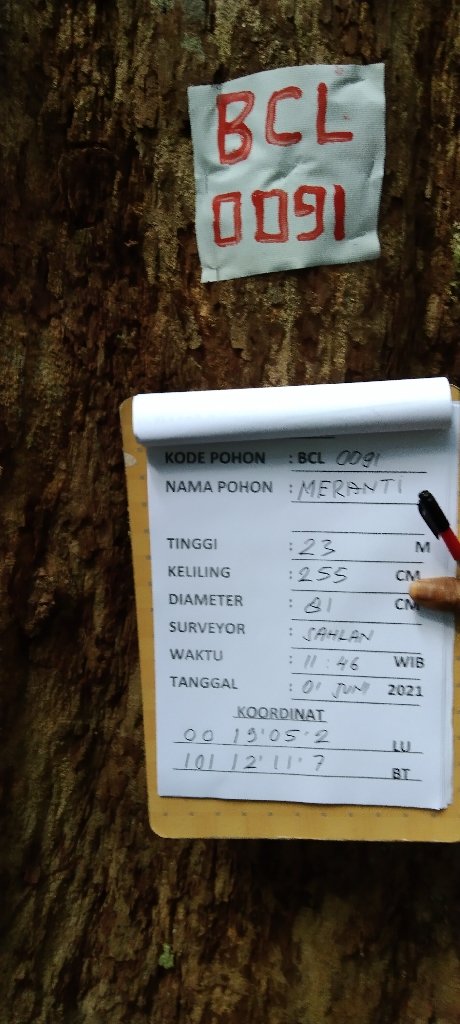 BCL
0091
KODE POHON : BCL 0091
NAMA POHON : MERANTI
TINGGI : 23 M
KELILING : 255 CM
DIAMETER : 81 CM
SURVEYOR : SAHLAN
WAKTU : 11:46 WIB
TANGGAL : 01 JUNI 2021
KOORDINAT
00 19'05'2 LU
101 12'11'7 BT